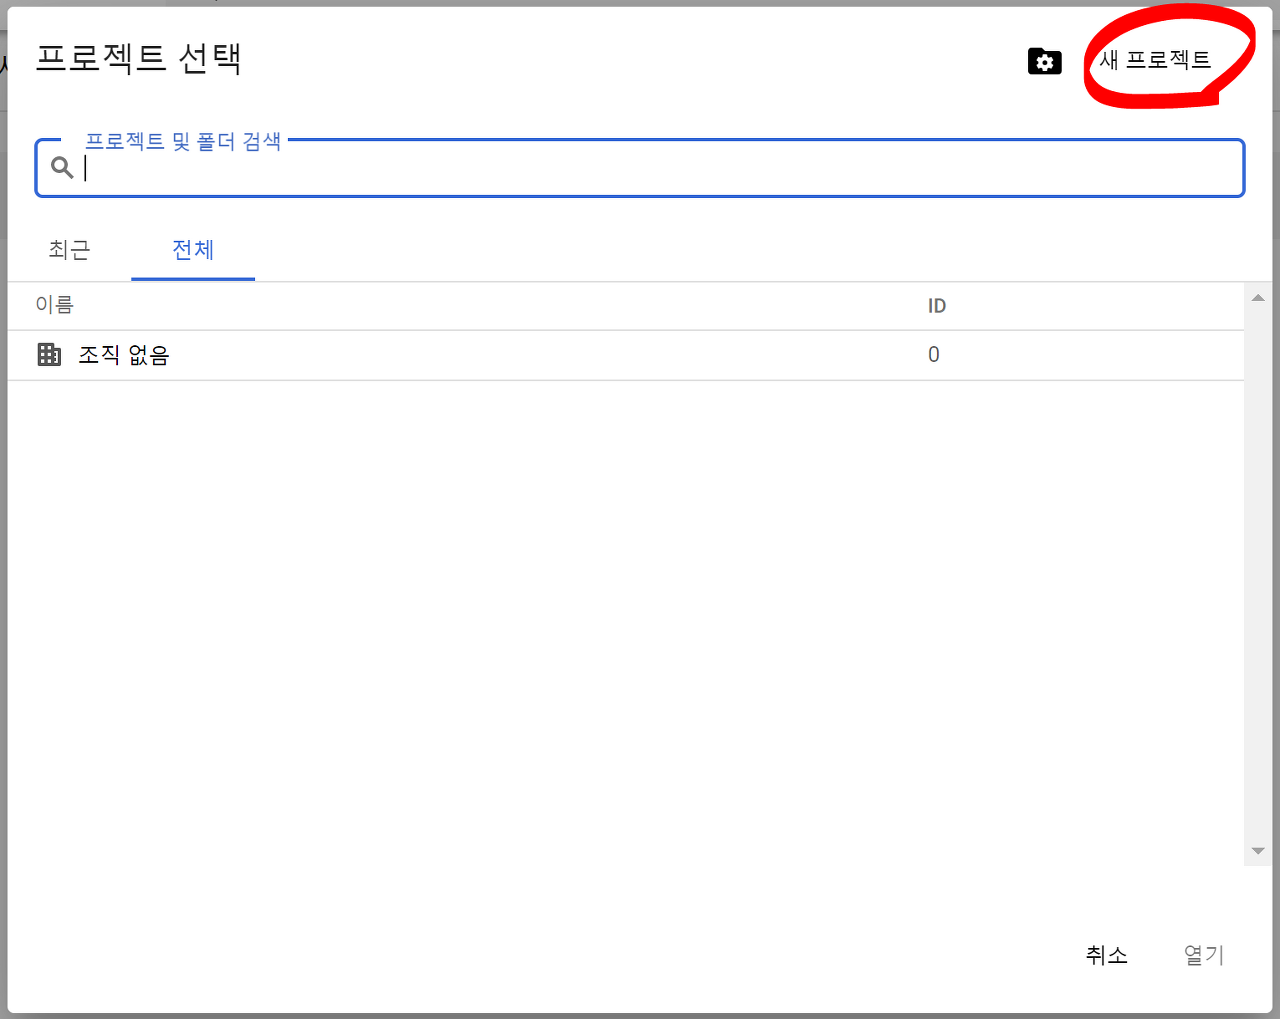 프로젝트 선택
새 프로젝트
프로젝트 및 폴더 검색
최근 전체
이름 ID
조직 없음 0
취소 열기